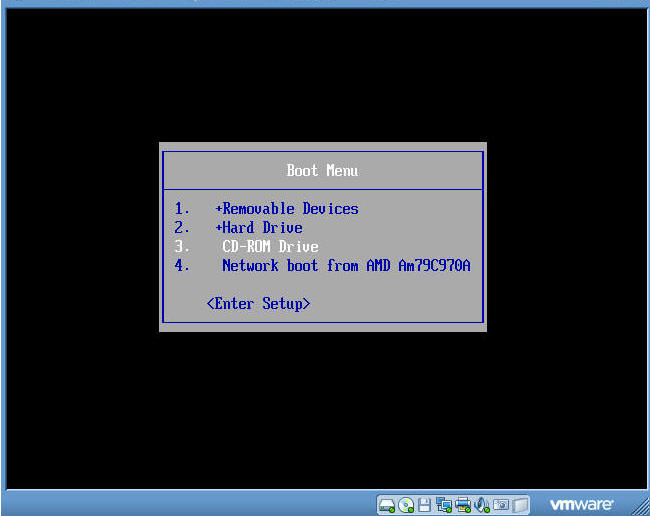 Boot Menu
1. +Removable Devices
2. +Hard Drive
3. CD-ROM Drive
4. Network boot from AMD Am79C970A
<Enter Setup>
vmware